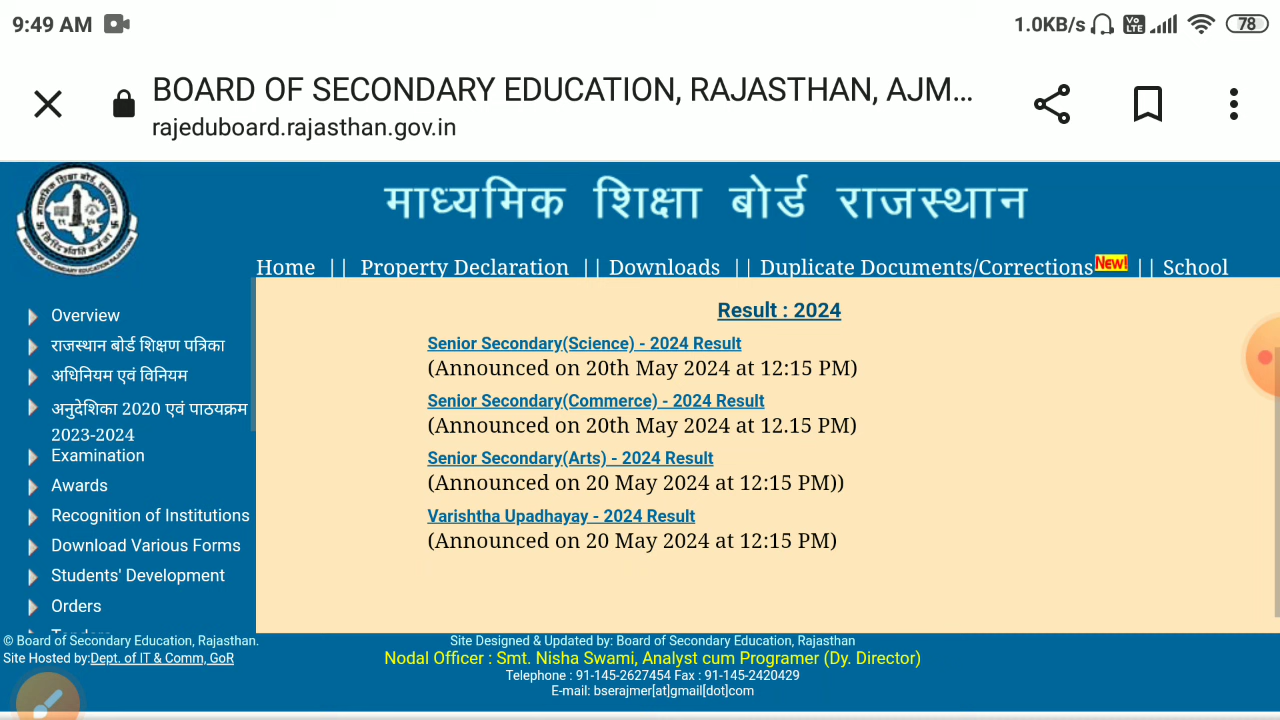 9:49 AM
1.0KB/s Vo LTE 78
BOARD OF SECONDARY EDUCATION, RAJASTHAN, AJM...
rajeduboard.rajasthan.gov.in
माध्यमिक शिक्षा बोर्ड राजस्थान
Home || Property Declaration || Downloads || Duplicate Documents/Corrections New! || School
Overview
राजस्थान बोर्ड शिक्षण पत्रिका
अधिनियम एवं विनियम
अनुदेशिका 2020 एवं पाठयक्रम
2023-2024
Examination
Awards
Recognition of Institutions
Download Various Forms
Students' Development
Orders
Result : 2024
Senior Secondary(Science) - 2024 Result
(Announced on 20th May 2024 at 12:15 PM)
Senior Secondary(Commerce) - 2024 Result
(Announced on 20th May 2024 at 12.15 PM)
Senior Secondary(Arts) - 2024 Result
(Announced on 20 May 2024 at 12:15 PM))
Varishtha Upadhayay - 2024 Result
(Announced on 20 May 2024 at 12:15 PM)
© Board of Secondary Education, Rajasthan.
Site Hosted by:Dept. of IT & Comm, GoR
Site Designed & Updated by: Board of Secondary Education, Rajasthan
Nodal Officer : Smt. Nisha Swami, Analyst cum Programer (Dy. Director)
Telephone : 91-145-2627454 Fax : 91-145-2420429
E-mail: bserajmer[at]gmail[dot]com